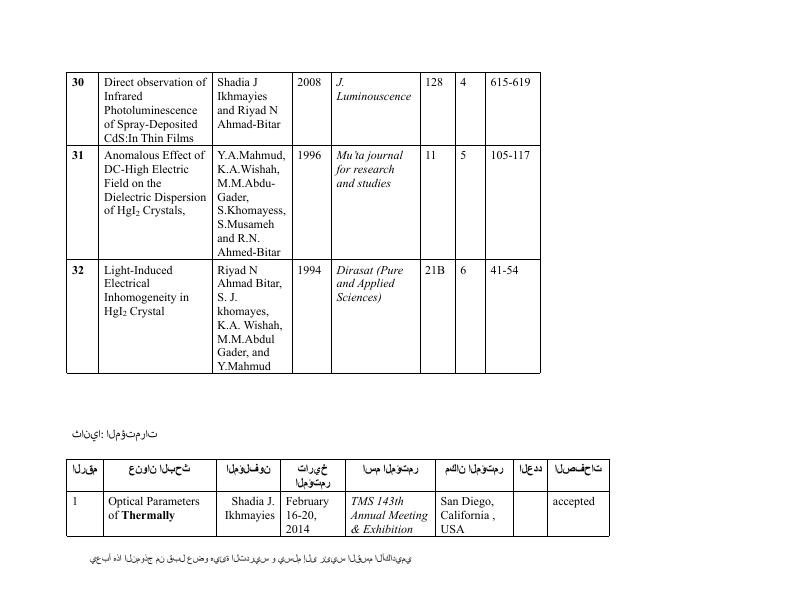 30 Direct observation of Infrared Photoluminescence of Spray-Deposited CdS:In Thin Films Shadia J Ikhmayies and Riyad N Ahmad-Bitar 2008 J. Luminouscence 128 4 615-619
31 Anomalous Effect of DC-High Electric Field on the Dielectric Dispersion of HgI₂ Crystals, Y.A.Mahmud, K.A.Wishah, M.M.Abdu-Gader, S.Khomayess, S.Musameh and R.N. Ahmed-Bitar 1996 Mu'ta journal for research and studies 11 5 105-117
32 Light-Induced Electrical Inhomogeneity in HgI₂ Crystal Riyad N Ahmad Bitar, S. J. khomayes, K.A. Wishah, M.M.Abdul Gader, and Y.Mahmud 1994 Dirasat (Pure and Applied Sciences) 21B 6 41-54
ثانيا: المؤتمرات
الرقم عنوان البحث المؤلفون تاريخ المؤتمر اسم المؤتمر مكان المؤتمر العدد الصفحات
1 Optical Parameters of Thermally Shadia J. Ikhmayies February 16-20, 2014 TMS 143th Annual Meeting & Exhibition San Diego, California , USA accepted
يعبأ هذا النموذج من قبل عضو هيئة التدريس و يسلم إلى رئيس القسم الأكاديمي